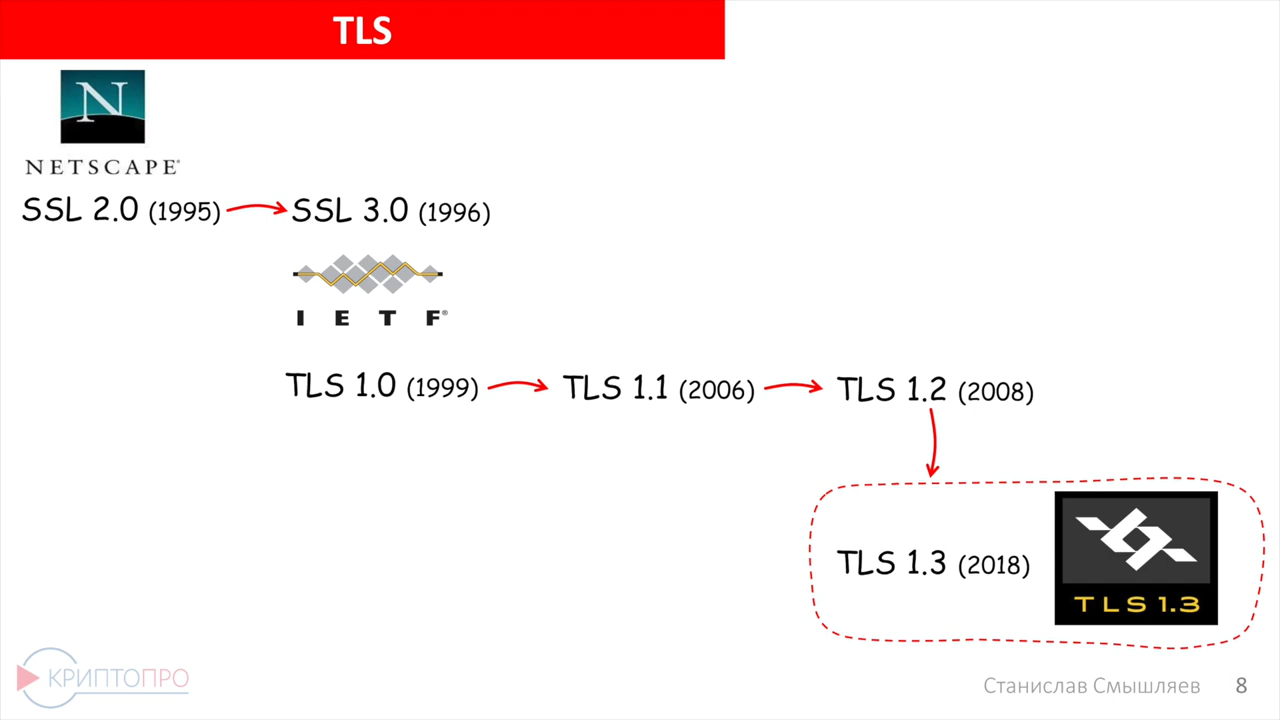 TLS
N
NETSCAPE®
SSL 2.0 (1995) SSL 3.0 (1996)
I E T F®
TLS 1.0 (1999) TLS 1.1 (2006) TLS 1.2 (2008)
TLS 1.3 (2018)
TLS 1.3
КРИПТОПРО
Станислав Смышляев 8